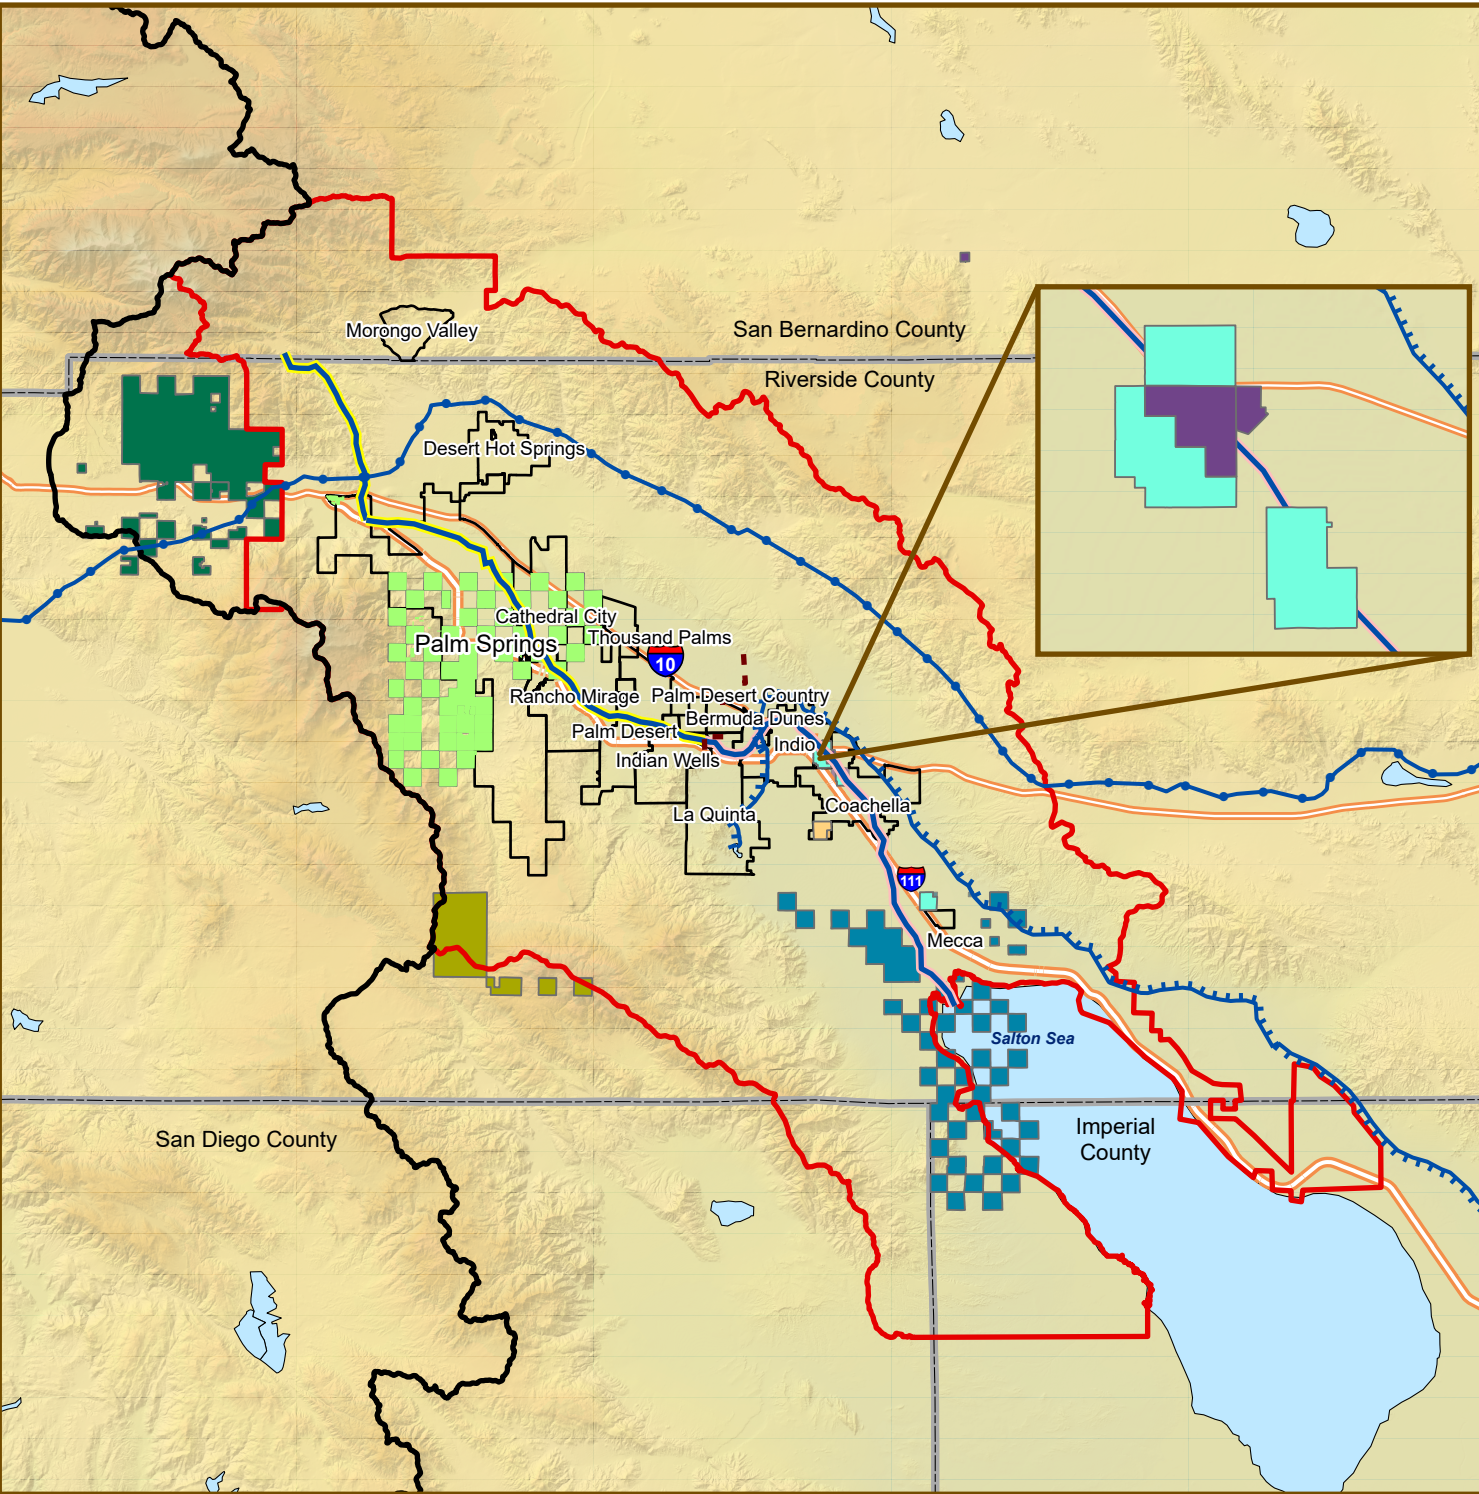 Morongo Valley
San Bernardino County
Riverside County
Desert Hot Springs
Cathedral City
Thousand Palms
Palm Springs
10
Rancho Mirage
Palm Desert Country
Bermuda Dunes
Palm Desert
Indio
Indian Wells
Coachella
La Quinta
111
Mecca
Salton Sea
San Diego County
Imperial
County